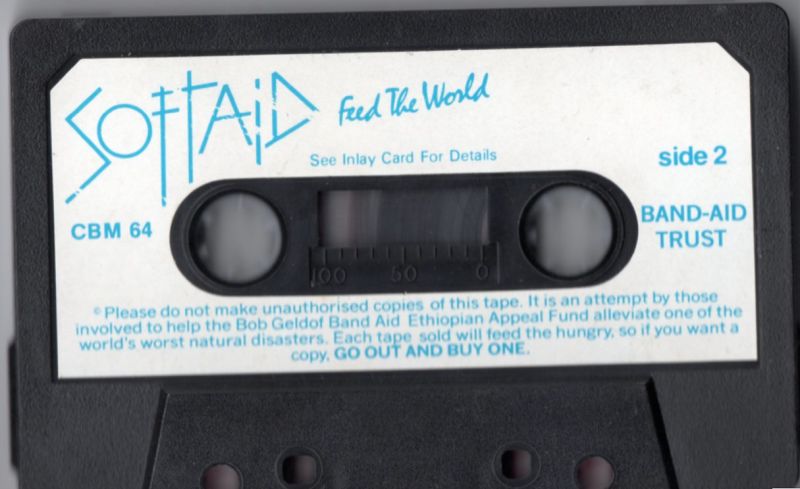 SOFTAID Feed The World
See Inlay Card For Details
side 2
CBM 64
BAND-AID
TRUST
100 50 0
©Please do not make unauthorised copies of this tape. It is an attempt by those
involved to help the Bob Geldof Band Aid Ethiopian Appeal Fund alleviate one of the
world's worst natural disasters. Each tape sold will feed the hungry, so if you want a
copy, GO OUT AND BUY ONE.